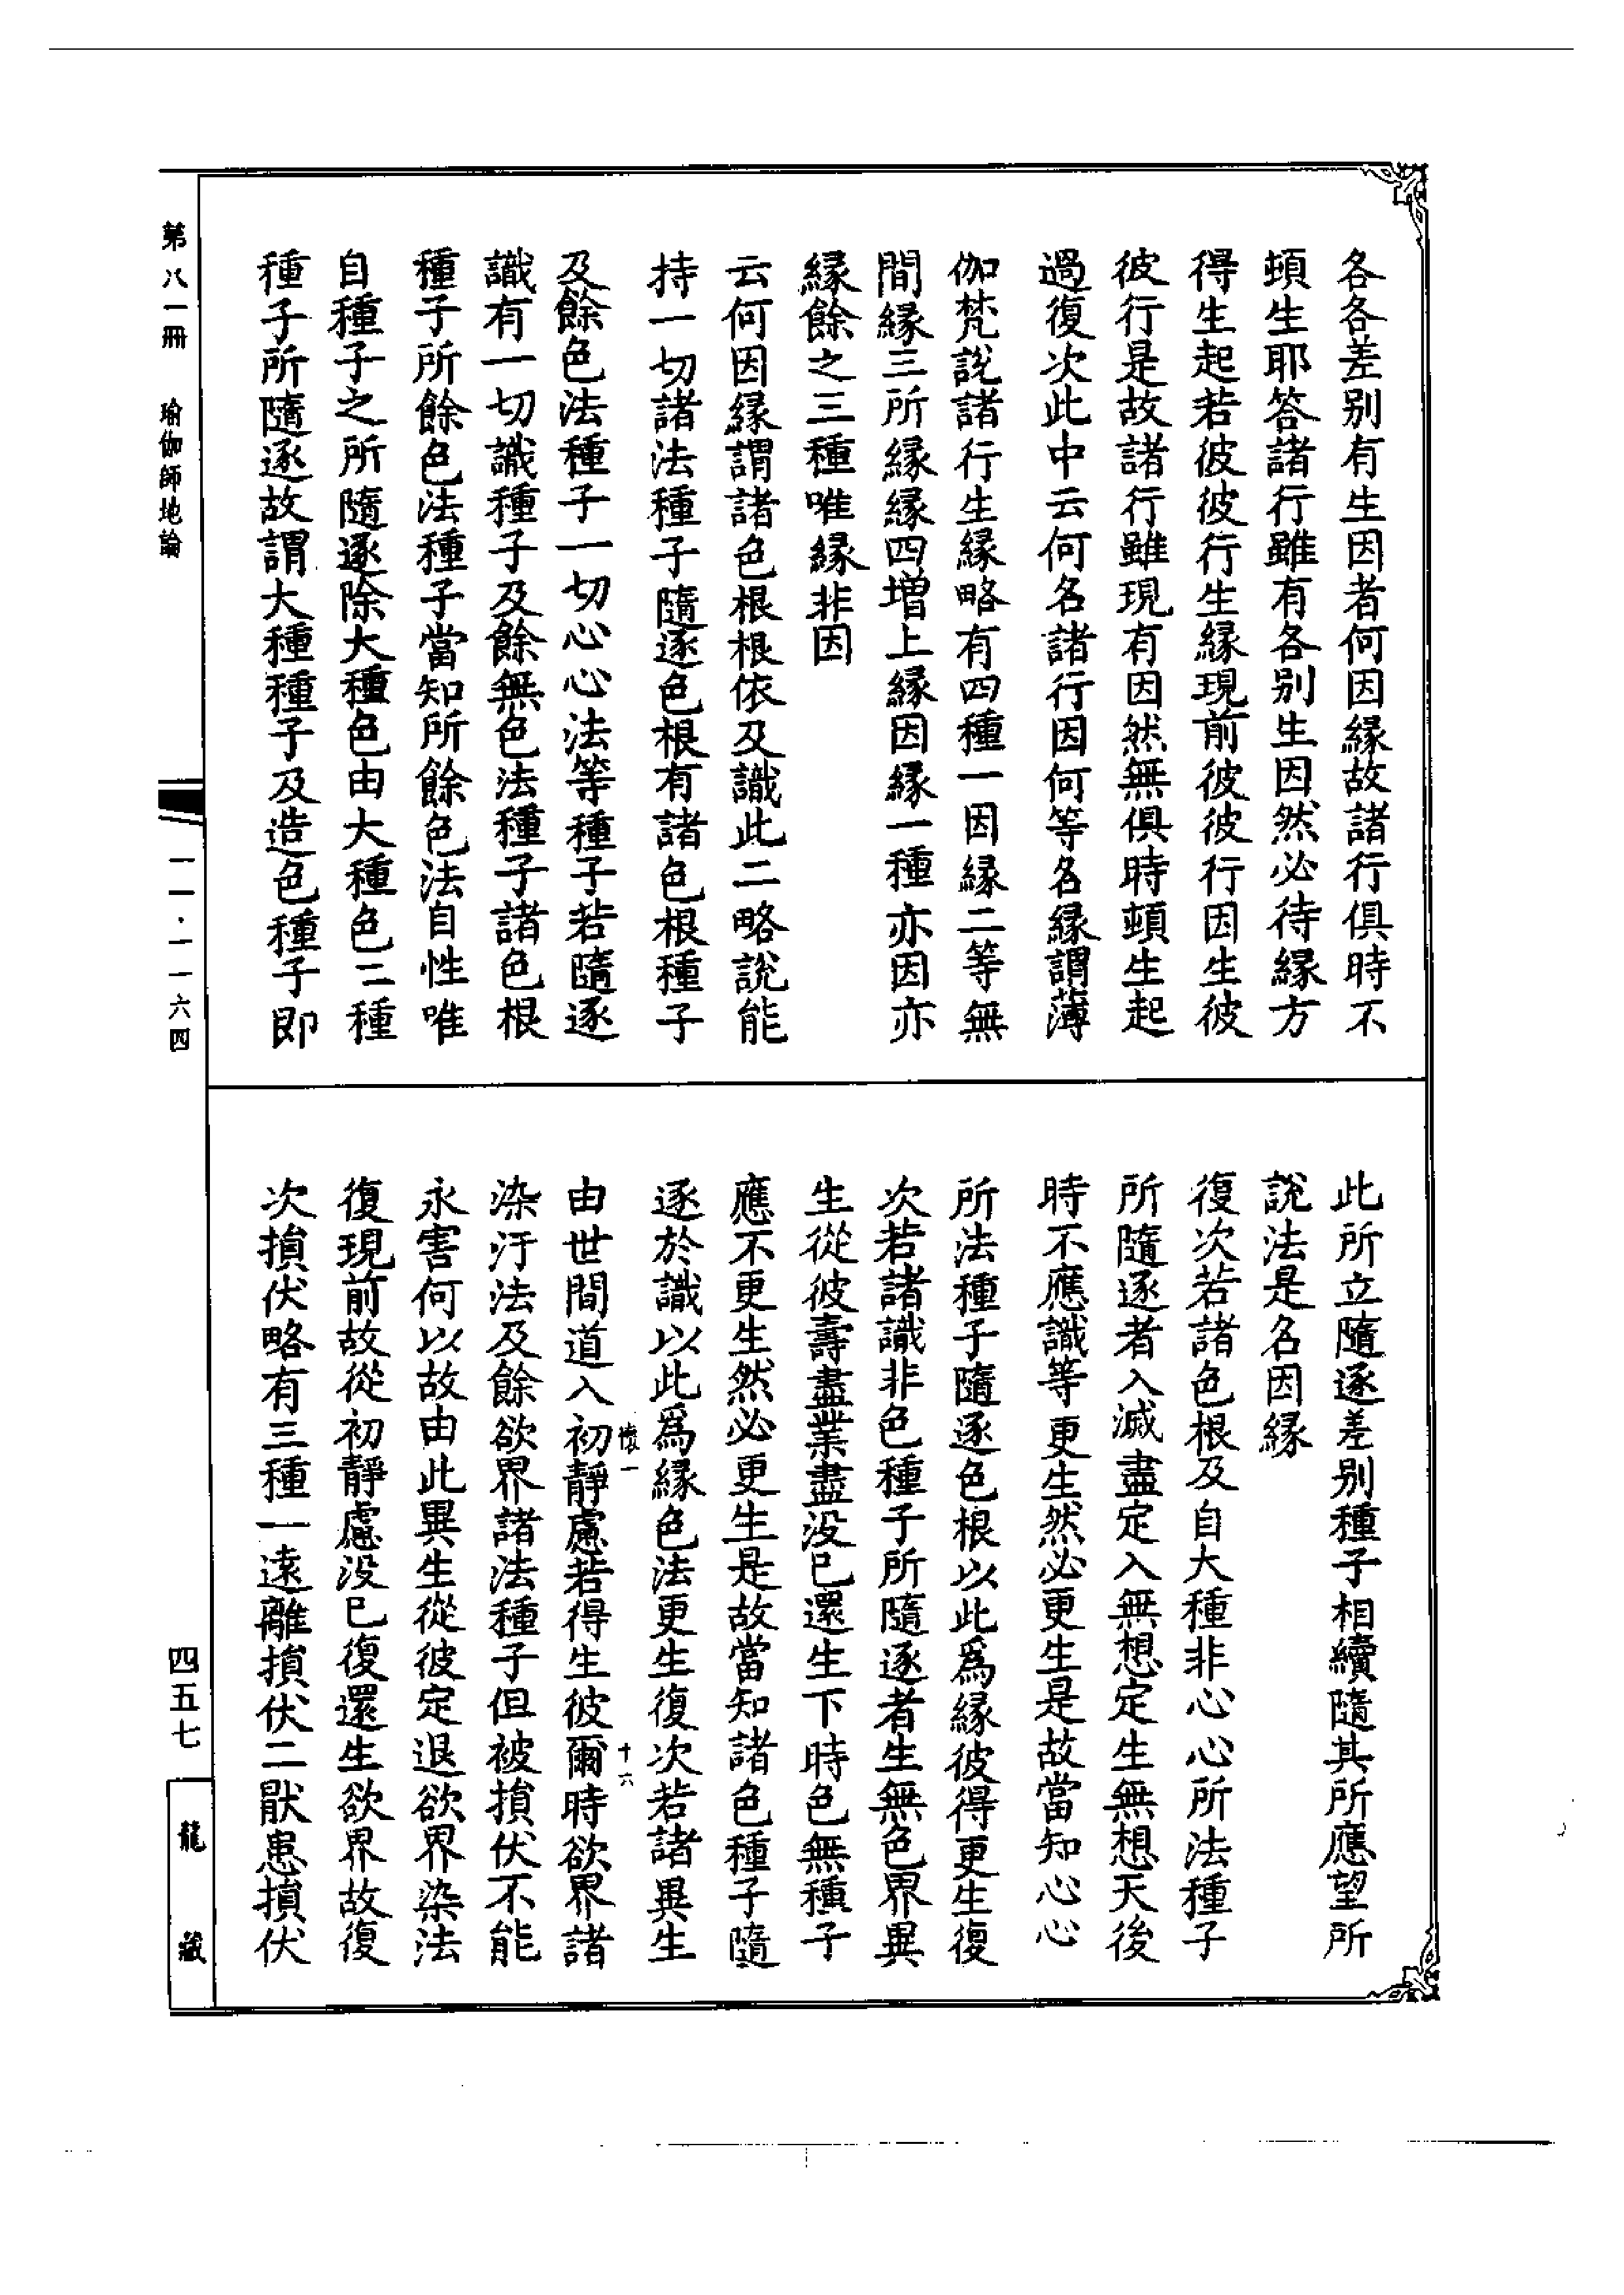 各各差别有生因者何因緣故諸行俱時不
頓生耶答諸行雖有各别生因然必待緣方
得生起若彼彼行生緣現前彼彼行因生彼
彼行是故諸行雖現有因然無俱時頓生起
過復次此中云何名諸行因何等名緣謂薄
伽梵說諸行生緣略有四種一因緣二等無
間緣三所緣緣四增上緣因緣一種亦因亦
緣餘之三種唯緣非因
云何因緣謂諸色根根依及識此二略說能
持一切諸法種子隨逐色根有諸色根種子
及餘色法種子一切心心法等種子若隨逐
識有一切識種子及餘無色法種子諸色根
種子所餘色法種子當知所餘色法自性唯
自種子之所隨逐除大種色由大種色二種
種子所隨逐故謂大種種子及造色種子即
此所立隨逐差别種子相續隨其所應望所
說法是名因緣
復次若諸色根及自大種非心心所法種子
所隨逐者入滅盡定入無想定生無想天後
時不應識等更生然必更生是故當知心心
所法種子隨逐色根以此爲緣彼得更生復
次若諸識非色種子所隨逐者生無色界異
生從彼壽盡業盡没已還生下時色無種子
應不更生然必更生是故當知諸色種子隨
逐於識以此爲緣色法更生復次若諸異生
懷一 十六
由世間道入初靜慮若得生彼爾時欲界諸
染汙法及餘欲界諸法種子但被損伏不能
永害何以故由此異生從彼定退欲界染法
復現前故從初靜慮没已復還生欲界故復
次損伏略有三種一遠離損伏二厭患損伏
第八一冊 瑜伽師地論 一一·一一六四 四五七 龍藏